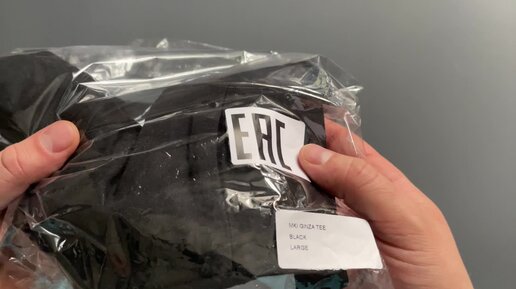 EAC
MKI GINZA TEE
BLACK
LARGE